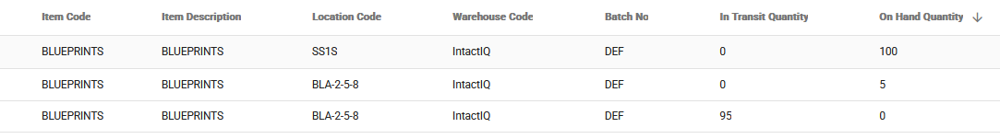 Item Code Item Description Location Code Warehouse Code Batch No In Transit Quantity On Hand Quantity
BLUEPRINTS BLUEPRINTS SS1S IntactIQ DEF 0 100
BLUEPRINTS BLUEPRINTS BLA-2-5-8 IntactIQ DEF 0 5
BLUEPRINTS BLUEPRINTS BLA-2-5-8 IntactIQ DEF 95 0